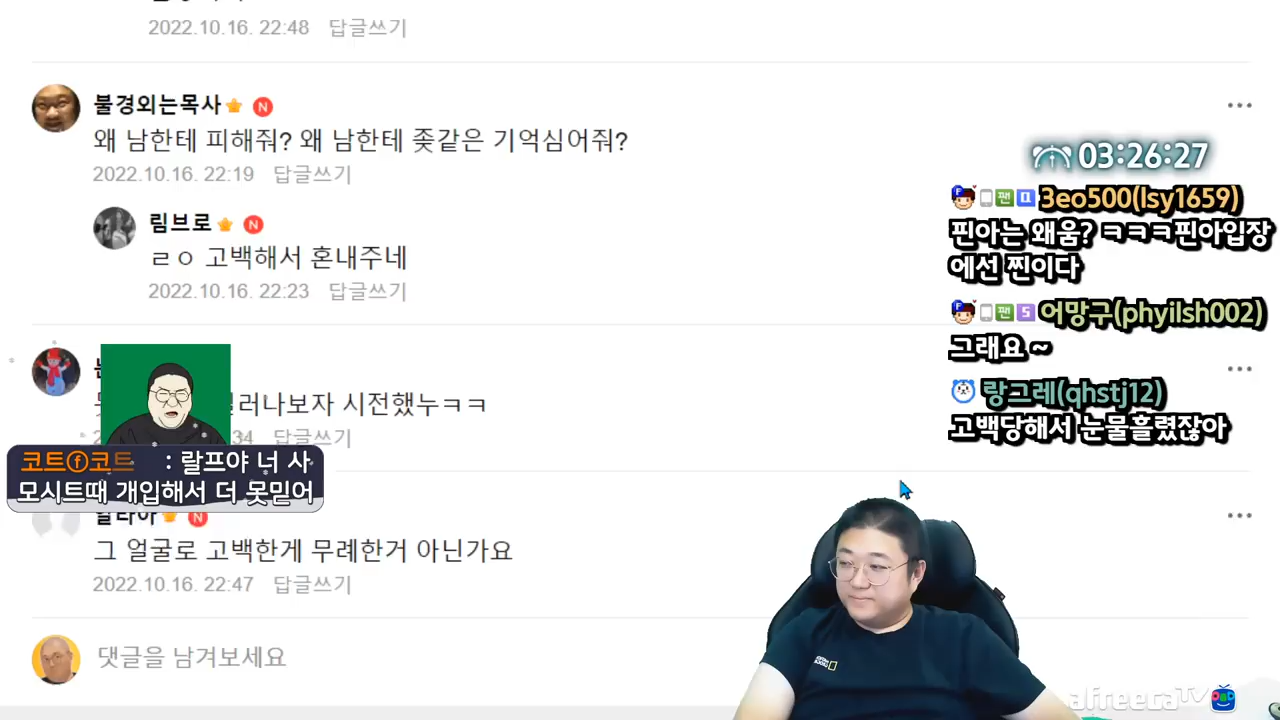 2022.10.16. 22:48 답글쓰기
불경외는목사 N
왜 남한테 피해줘? 왜 남한테 좆같은 기억심어줘?
2022.10.16. 22:19 답글쓰기
림브로 N
ㄹㅇ 고백해서 혼내주네
2022.10.16. 22:23 답글쓰기
러나보자 시전했누ㅋㅋ
34 답글쓰기
코트ⓕ코트 : 랄프야 너 사
모시트때 개입해서 더 못믿어
N
그 얼굴로 고백한게 무례한거 아닌가요
2022.10.16. 22:47 답글쓰기
댓글을 남겨보세요
03:26:27
3eo500(lsy1659)
핀아는 왜움? ㅋㅋㅋ핀아입장
에선 찐이다
어망구(phyilsh002)
그래요 ~
랑그레(qhstj12)
고백당해서 눈물흘렸잖아
afreecaTV